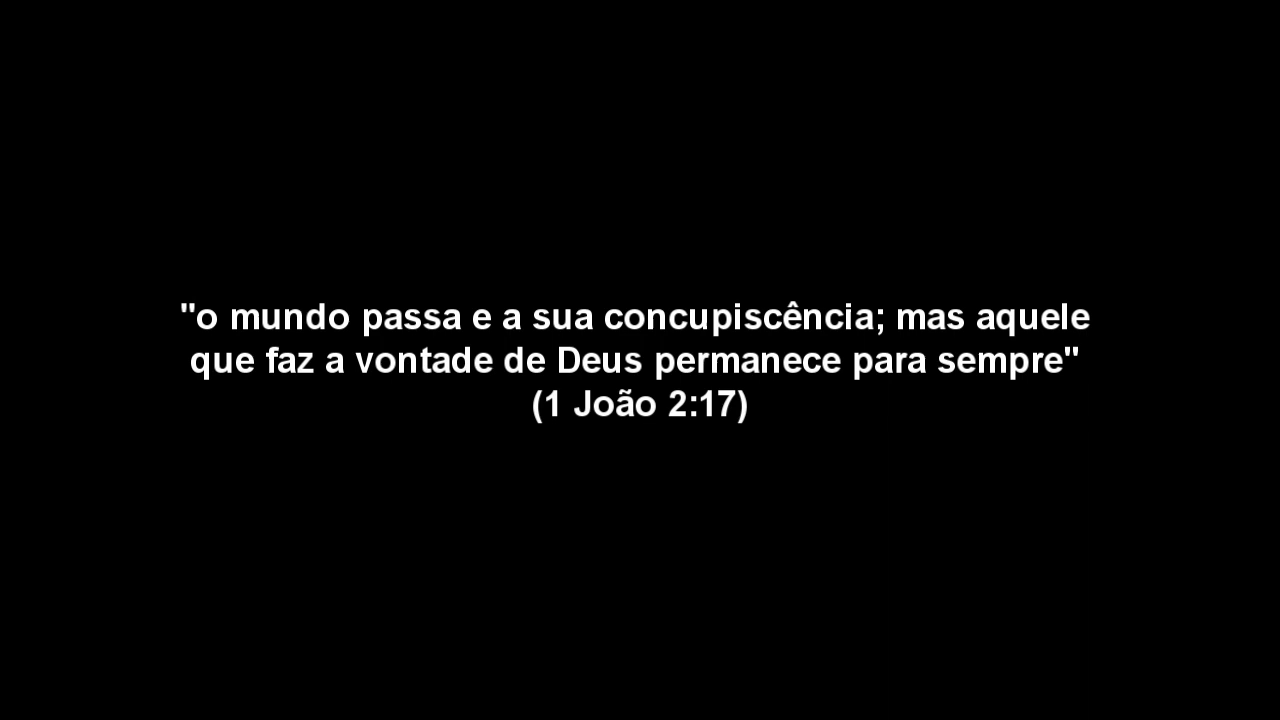 "o mundo passa e a sua concupiscência; mas aquele
que faz a vontade de Deus permanece para sempre"
(1 João 2:17)